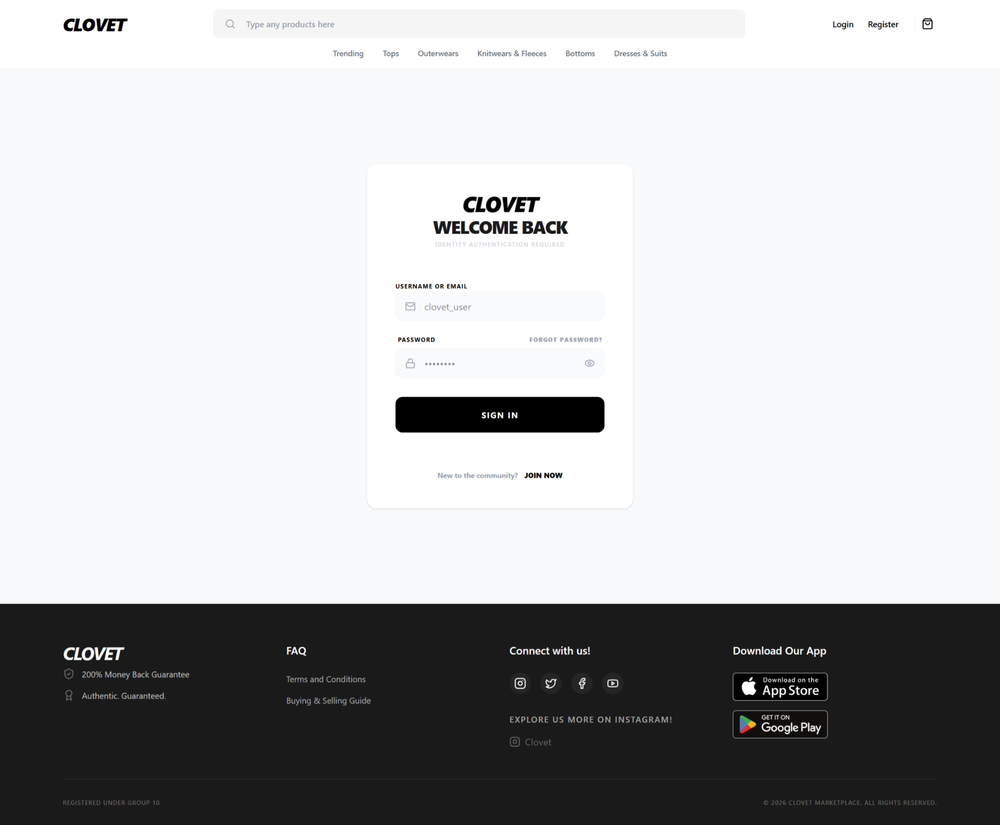 CLOVET
Type any products here
Login
Register
Trending
Tops
Outerwears
Knitwears & Fleeces
Bottoms
Dresses & Suits
CLOVET
WELCOME BACK
IDENTITY AUTHENTICATION REQUIRED
USERNAME OR EMAIL
clovet_user
PASSWORD
FORGOT PASSWORD?
••••••••
SIGN IN
New to the community? JOIN NOW
CLOVET
200% Money Back Guarantee
Authentic. Guaranteed.
FAQ
Terms and Conditions
Buying & Selling Guide
Connect with us!
EXPLORE US MORE ON INSTAGRAM!
Clovet
Download Our App
Download on the
App Store
GET IT ON
Google Play
REGISTERED UNDER GROUP 10
© 2026 CLOVET MARKETPLACE. ALL RIGHTS RESERVED.